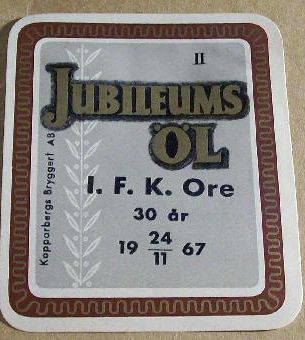 II
JUBILEUMS
ÖL
I. F. K. Ore
30 år
19 24/11 67
Kopparbergs Bryggeri AB